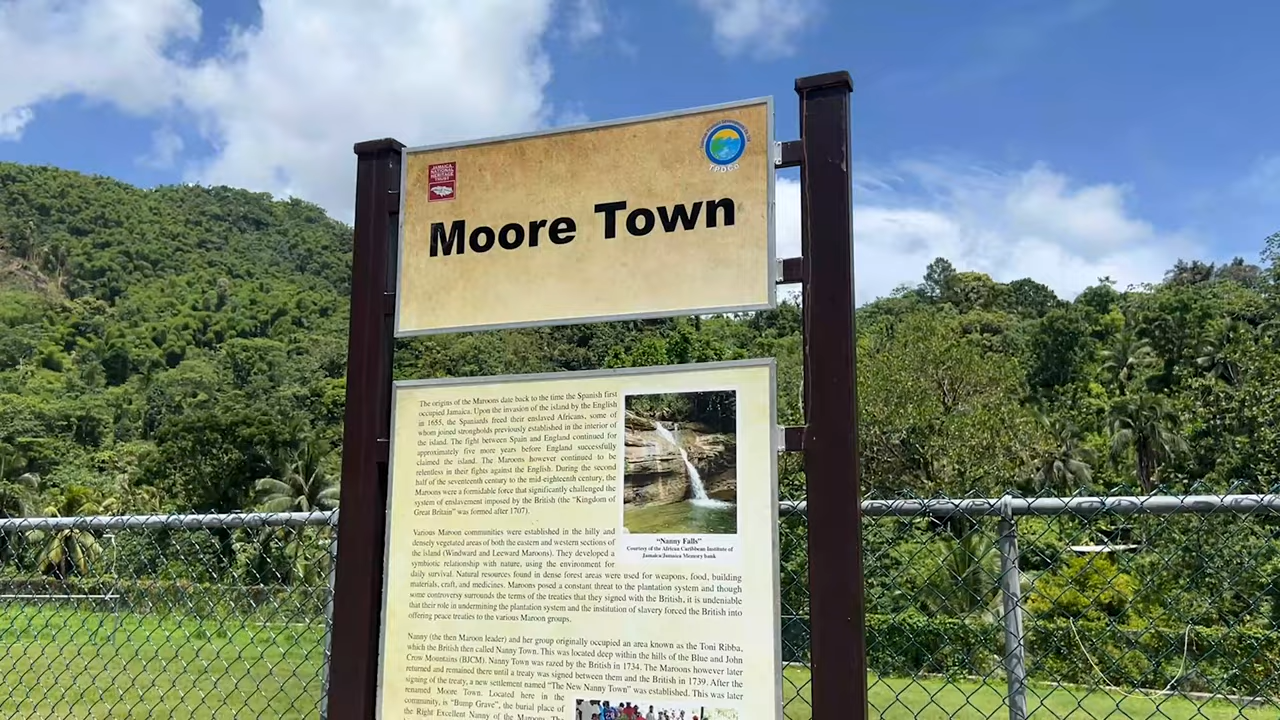 JAMAICA
NATIONAL
HERITAGE
TRUST
TPDCo
Moore Town
The origins of the Maroons date back to the time the Spanish first
occupied Jamaica. Upon the invasion of the island by the English
in 1655, the Spaniards freed their enslaved Africans, some of
whom joined strongholds previously established in the interior of
the island. The fight between Spain and England continued for
approximately five more years before England successfully
claimed the island. The Maroons however continued to be
relentless in their fights against the English. During the second
half of the seventeenth century to the mid-eighteenth century, the
Maroons were a formidable force that significantly challenged the
system of enslavement imposed by the British (the "Kingdom of
Great Britain" was formed after 1707).
"Nanny Falls"
Courtesy of the African Caribbean Institute of
Jamaica/Jamaica Memory bank
Various Maroon communities were established in the hilly and
densely vegetated areas of both the eastern and western sections of
the island (Windward and Leeward Maroons). They developed a
symbiotic relationship with nature, using the environment for
daily survival. Natural resources found in dense forest areas were used for weapons, food, building
materials, craft, and medicines. Maroons posed a constant threat to the plantation system and though
some controversy surrounds the terms of the treaties that they signed with the British, it is undeniable
that their role in undermining the plantation system and the institution of slavery forced the British into
offering peace treaties to the various Maroon groups.
Nanny (the then Maroon leader) and her group originally occupied an area known as the Toni Ribba,
which the British then called Nanny Town. This was located deep within the hills of the Blue and John
Crow Mountains (BJCM). Nanny Town was razed by the British in 1734. The Maroons however later
returned and remained there until a treaty was signed between them and the British in 1739. After the
signing of the treaty, a new settlement named "The New Nanny Town" was established. This was later
renamed Moore Town. Located here in the
community, is "Bump Grave", the burial place of
the Right Excellent Nanny of the Maroons. The